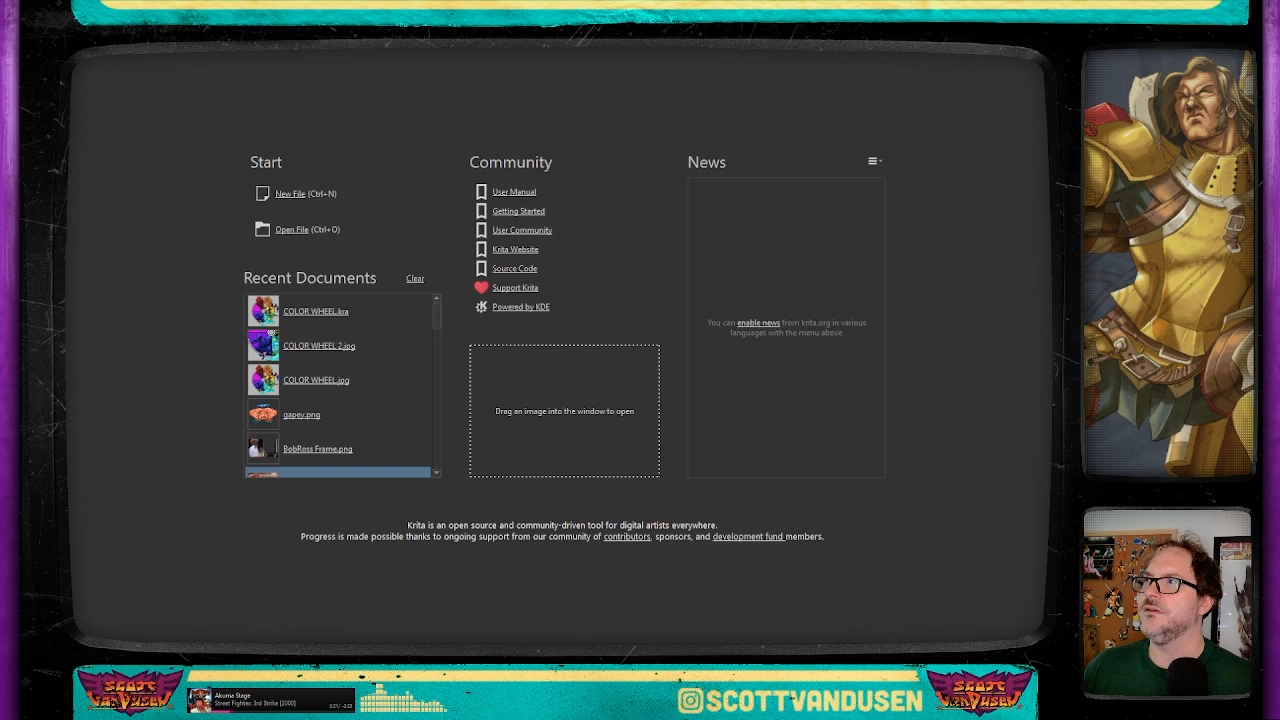 Start
New File (Ctrl+N)
Open File (Ctrl+O)
Recent Documents
Clear
COLOR WHEEL.kra
COLOR WHEEL 2.jpg
COLOR WHEEL.jpg
gapey.png
BobRoss Frame.png
Community
User Manual
Getting Started
User Community
Krita Website
Source Code
Support Krita
Powered by KDE
Drag an image into the window to open
News
You can enable news from krita.org in various
languages with the menu above
Krita is an open source and community-driven tool for digital artists everywhere.
Progress is made possible thanks to ongoing support from our community of contributors, sponsors, and development fund members.
SCOTT
VANDUSEN
Akuma Stage
Street Fighter: 3rd Strike [2000]
SCOTTVANDUSEN
SCOTT
VANDUSEN